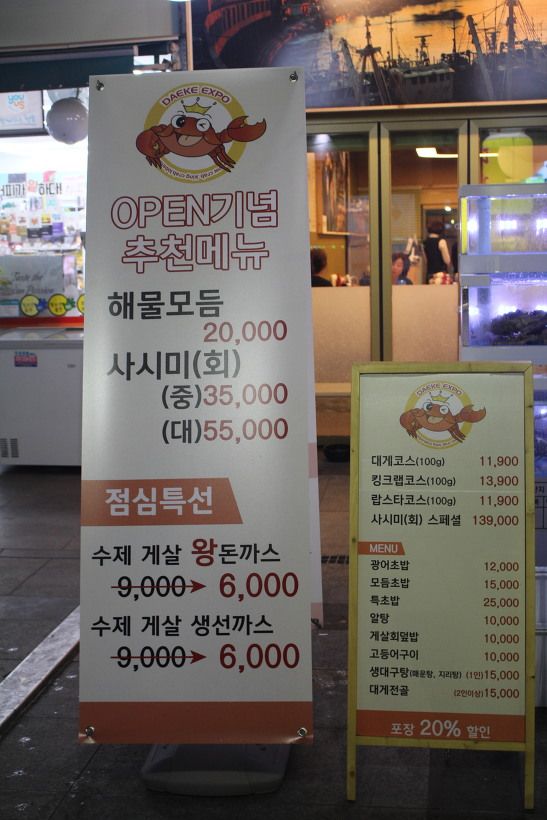 DAEKE EXPO
OPEN기념
추천메뉴
해물모듬
20,000
사시미(회)
(중)35,000
(대)55,000
점심특선
수제 게살 왕돈까스
9,000 → 6,000
수제 게살 생선까스
9,000 → 6,000
DAEKE EXPO
대게코스(100g) 11,900
킹크랩코스(100g) 13,900
랍스타코스(100g) 11,900
사시미(회) 스페셜 139,000
MENU
광어초밥 12,000
모듬초밥 15,000
특초밥 25,000
알탕 10,000
게살회덮밥 10,000
고등어구이 10,000
생대구탕(매운탕, 지리탕) (1인)15,000
대게전골 (2인이상)15,000
포장 20% 할인